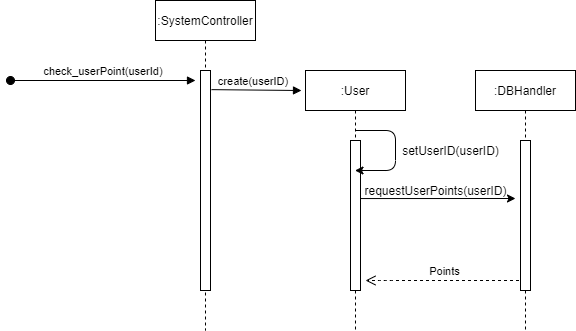 :SystemController
check_userPoint(userId)
create(userID)
:User
:DBHandler
setUserID(userID)
requestUserPoints(userID)
Points